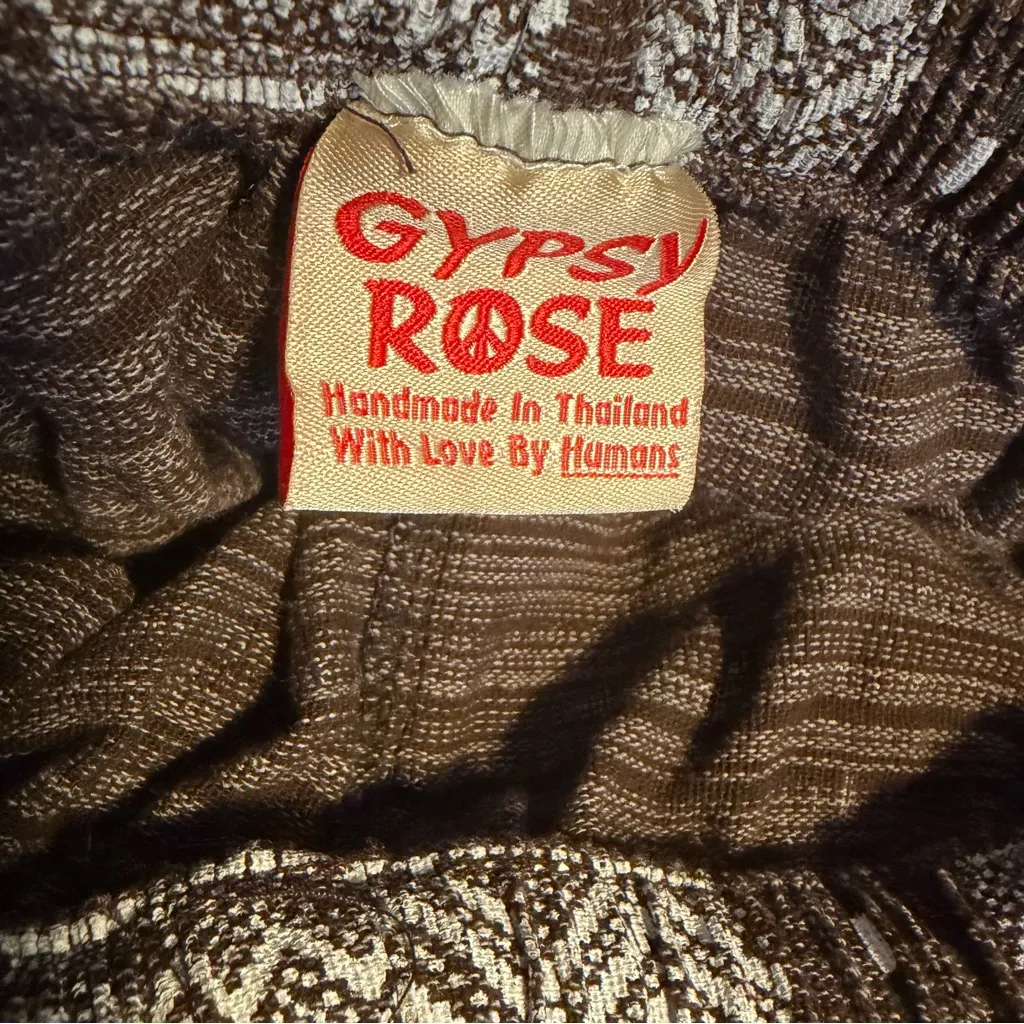 GYPSY
ROSE
Handmade In Thailand
With Love By Humans